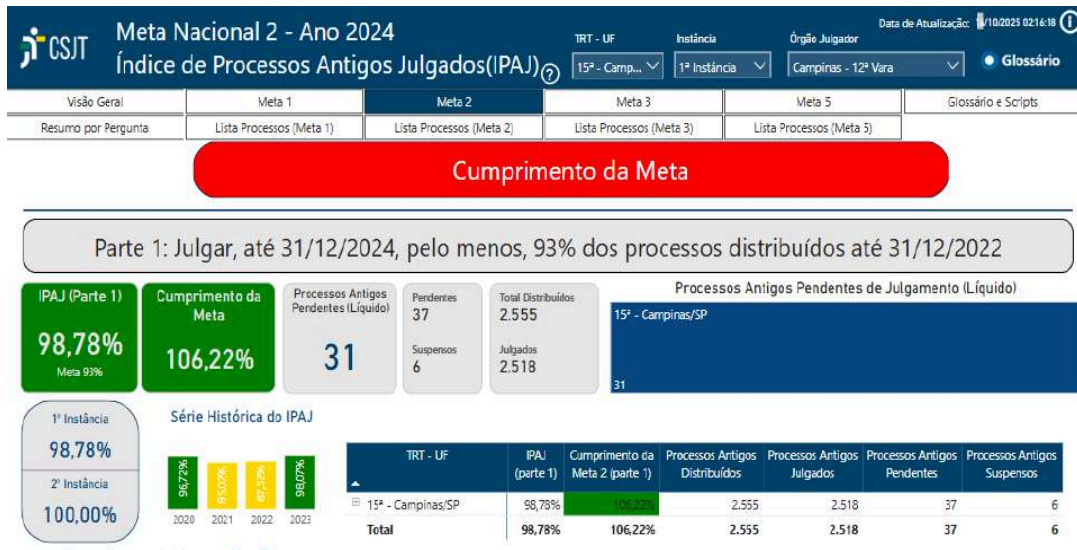 CSJT
Meta Nacional 2 - Ano 2024
Índice de Processos Antigos Julgados(IPAJ)
TRT - UF
15ª - Camp...
Instância
1ª Instância
Órgão Julgador
Campinas - 12ª Vara
Data de Atualização: /10/2025 02:16:18
Glossário
Visão Geral
Meta 1
Meta 2
Meta 3
Meta 5
Glossário e Scripts
Resumo por Pergunta
Lista Processos (Meta 1)
Lista Processos (Meta 2)
Lista Processos (Meta 3)
Lista Processos (Meta 5)
Cumprimento da Meta
Parte 1: Julgar, até 31/12/2024, pelo menos, 93% dos processos distribuídos até 31/12/2022
IPAJ (Parte 1)
98,78%
Meta 93%
Cumprimento da
Meta
106,22%
Processos Antigos
Pendentes (Líquido)
31
Pendentes
37
Suspensos
6
Total Distribuídos
2.555
Julgados
2.518
Processos Antigos Pendentes de Julgamento (Líquido)
15ª - Campinas/SP
31
1ª Instância
98,78%
2ª Instância
100,00%
Série Histórica do IPAJ
96,72%
85,02%
87,52%
98,07%
2020 2021 2022 2023
TRT - UF
IPAJ
(parte 1)
Cumprimento da
Meta 2 (parte 1)
Processos Antigos
Distribuídos
Processos Antigos
Julgados
Processos Antigos
Pendentes
Processos Antigos
Suspensos
15ª - Campinas/SP 98,78% 106,22% 2.555 2.518 37 6
Total 98,78% 106,22% 2.555 2.518 37 6